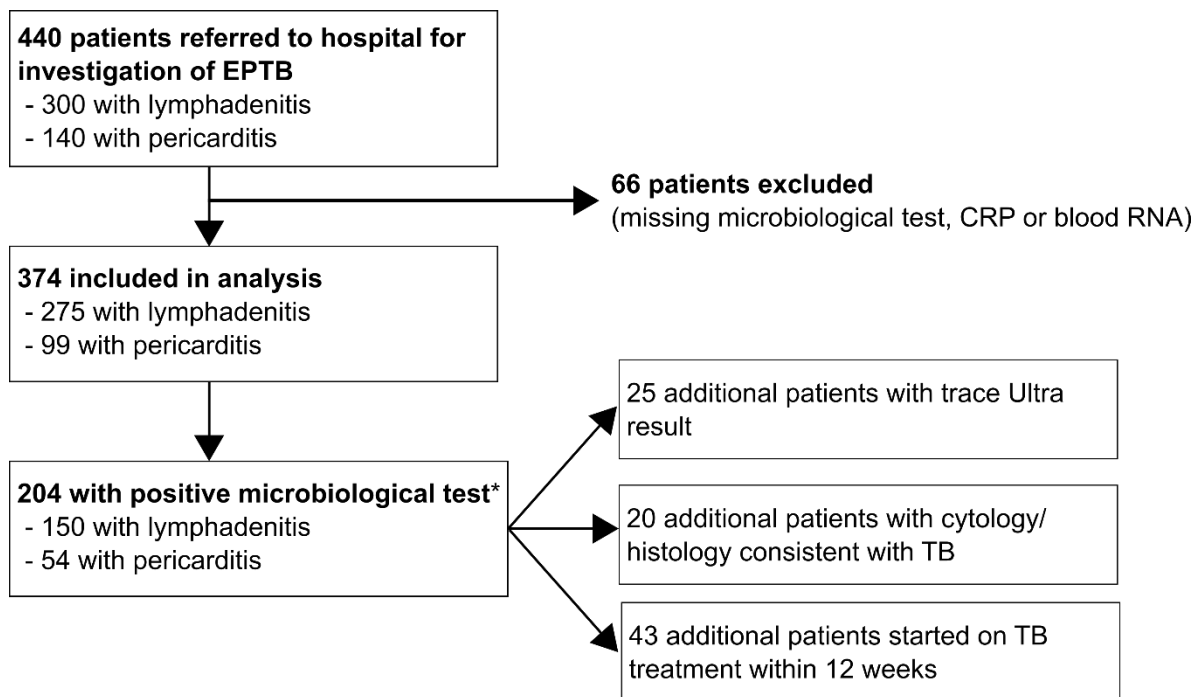 440 patients referred to hospital for
investigation of EPTB
- 300 with lymphadenitis
- 140 with pericarditis
66 patients excluded
(missing microbiological test, CRP or blood RNA)
374 included in analysis
- 275 with lymphadenitis
- 99 with pericarditis
204 with positive microbiological test*
- 150 with lymphadenitis
- 54 with pericarditis
25 additional patients with trace Ultra
result
20 additional patients with cytology/
histology consistent with TB
43 additional patients started on TB
treatment within 12 weeks